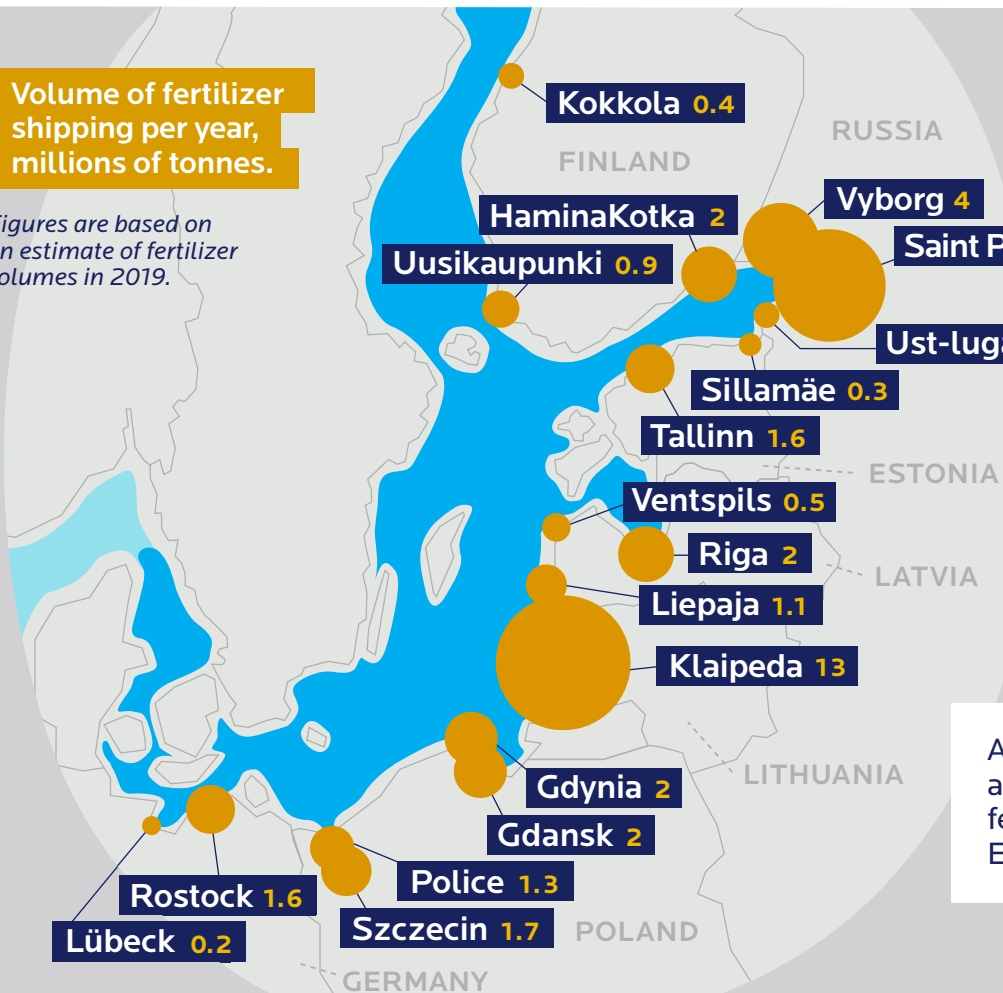 Volume of fertilizer
shipping per year,
millions of tonnes.
igures are based on
n estimate of fertilizer
olumes in 2019.
Kokkola 0.4
RUSSIA
FINLAND
Vyborg 4
HaminaKotka 2
Saint P
Uusikaupunki 0.9
Ust-luga
Sillamäe 0.3
Tallinn 1.6
ESTONIA
Ventspils 0.5
Riga 2
LATVIA
Liepaja 1.1
Klaipeda 13
LITHUANIA
Gdynia 2
Gdansk 2
Police 1.3
Rostock 1.6
Szczecin 1.7
POLAND
Lübeck 0.2
GERMANY
A
a
fe
E